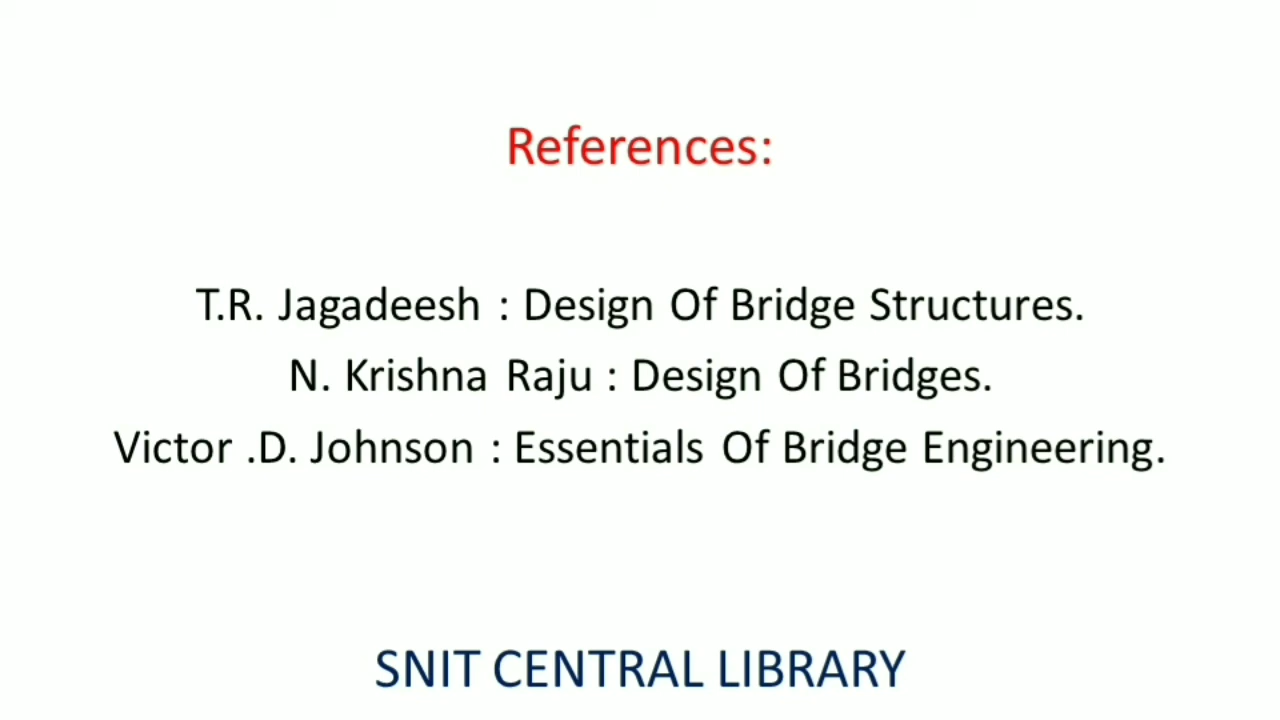 References:
T.R. Jagadeesh : Design Of Bridge Structures.
N. Krishna Raju : Design Of Bridges.
Victor .D. Johnson : Essentials Of Bridge Engineering.
SNIT CENTRAL LIBRARY